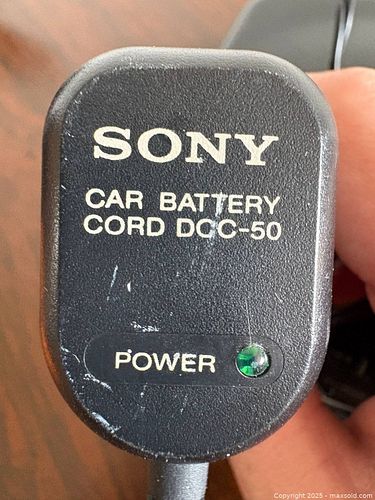 SONY
CAR BATTERY
CORD DCC-50
POWER
Copyright 2025 - maxsold.com